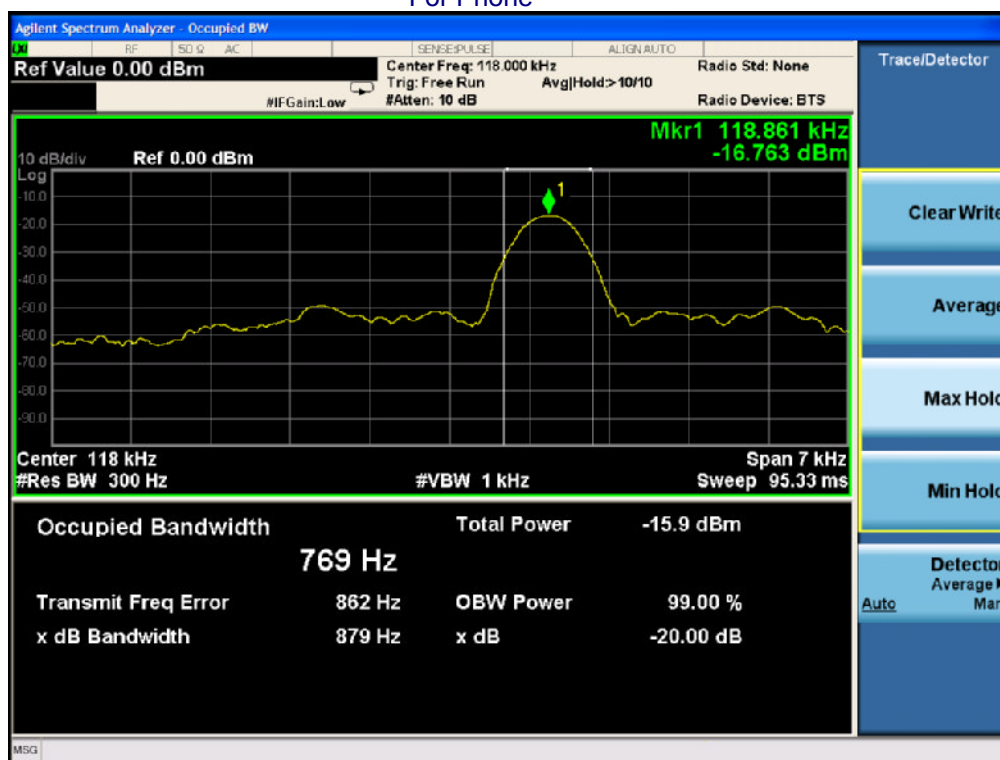 For Phone
Agilent Spectrum Analyzer - Occupied BW
LXI RF 50 Ω AC SENSE:PULSE ALIGN AUTO
Ref Value 0.00 dBm
Center Freq: 118.000 kHz
Radio Std: None
Trig: Free Run Avg|Hold:>10/10
#IFGain:Low #Atten: 10 dB Radio Device: BTS
Mkr1 118.861 kHz
-16.763 dBm
10 dB/div Ref 0.00 dBm
Log
1
-10.0
-20.0
-30.0
-40.0
-50.0
-60.0
-70.0
-80.0
-90.0
Center 118 kHz Span 7 kHz
#Res BW 300 Hz #VBW 1 kHz Sweep 95.33 ms
Occupied Bandwidth Total Power -15.9 dBm
769 Hz
Transmit Freq Error 862 Hz OBW Power 99.00 %
x dB Bandwidth 879 Hz x dB -20.00 dB
MSG
Trace/Detector
Clear Write
Average
Max Hold
Min Hold
Detector
Average
Auto Man